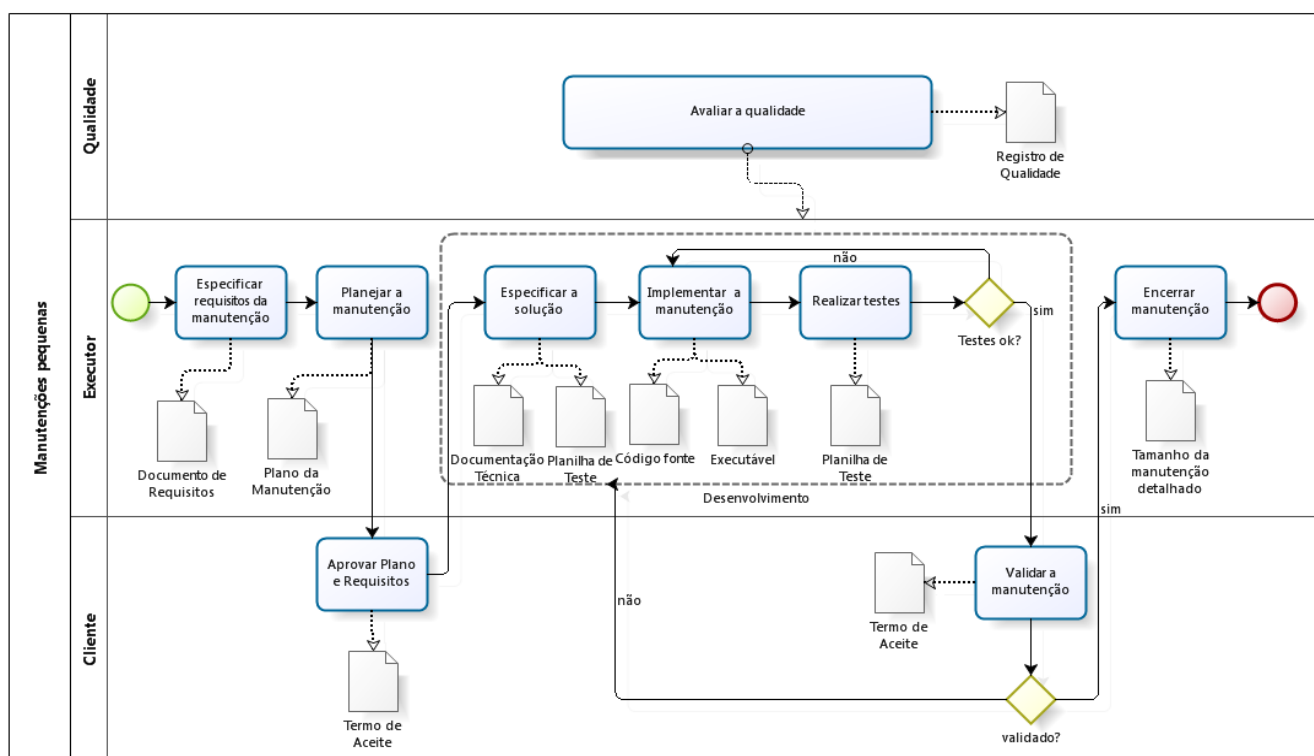 Manutenções pequenas
Qualidade
Avaliar a qualidade
Registro de
Qualidade
Executor
Especificar
requisitos da
manutenção
Planejar a
manutenção
Especificar a
solução
Implementar a
manutenção
Realizar testes
não
Testes ok?
sim
Encerrar
manutenção
Documento de
Requisitos
Plano da
Manutenção
Documentação
Técnica
Planilha de
Teste
Código fonte
Executável
Planilha de
Teste
Tamanho da
manutenção
detalhado
Desenvolvimento
sim
Cliente
Aprovar Plano
e Requisitos
Termo de
Aceite
não
Validar a
manutenção
Termo de
Aceite
validado?